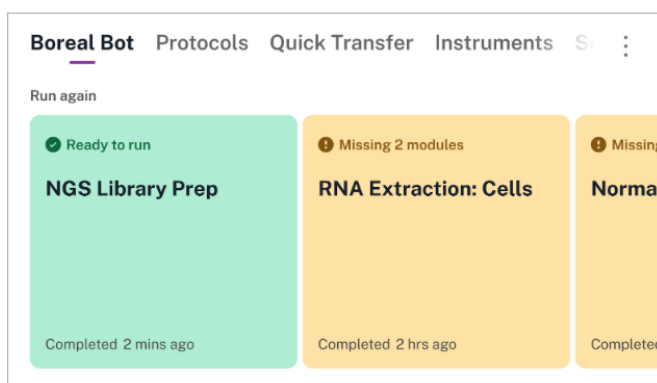 Boreal Bot Protocols Quick Transfer Instruments
Run again
Ready to run
NGS Library Prep
Completed 2 mins ago
Missing 2 modules
RNA Extraction: Cells
Completed 2 hrs ago